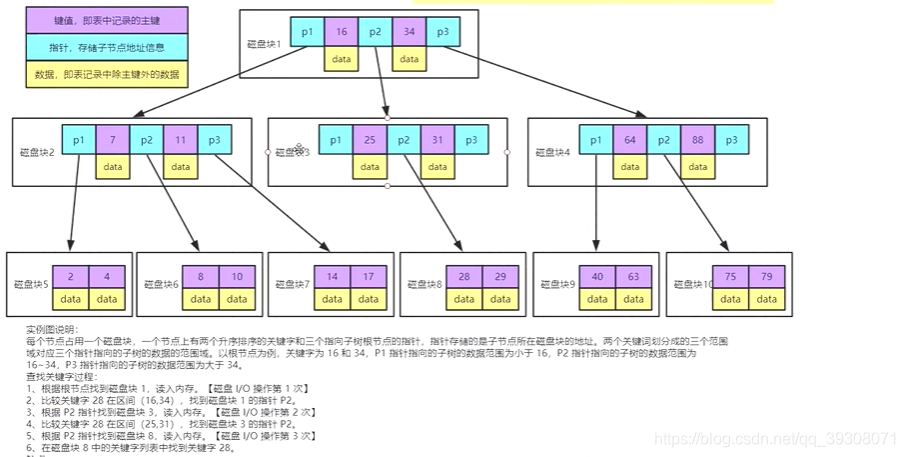 键值，即表中记录的主键
指针，存储子节点地址信息
数据，即表记录中除主键外的数据
磁盘块1
p1 16 p2 34 p3
data data
磁盘块2
p1 7 p2 11 p3
data data
磁盘块3
p1 25 p2 31 p3
data data
磁盘块4
p1 64 p2 88 p3
data data
磁盘块5
2 4
data data
磁盘块6
8 10
data data
磁盘块7
14 17
data data
磁盘块8
28 29
data data
磁盘块9
40 63
data data
磁盘块10
75 79
data data
实例图说明：
每个节点占用一个磁盘块，一个节点上有两个升序排序的关键字和三个指向子树根节点的指针，指针存储的是子节点所在磁盘块的地址。两个关键词划分成的三个范围
域对应三个指针指向的子树的数据的范围域。以根节点为例，关键字为 16 和 34，P1 指针指向的子树的数据范围为小于 16，P2 指针指向的子树的数据范围为
16~34，P3 指针指向的子树的数据范围为大于 34。
查找关键字过程：
1、根据根节点找到磁盘块 1，读入内存。【磁盘 I/O 操作第 1 次】
2、比较关键字 28 在区间（16,34），找到磁盘块 1 的指针 P2。
3、根据 P2 指针找到磁盘块 3，读入内存。【磁盘 I/O 操作第 2 次】
4、比较关键字 28 在区间（25,31），找到磁盘块 3 的指针 P2。
5、根据 P2 指针找到磁盘块 8，读入内存。【磁盘 I/O 操作第 3 次】
6、在磁盘块 8 中的关键字列表中找到关键字 28。
https://blog.csdn.net/qq_39308071